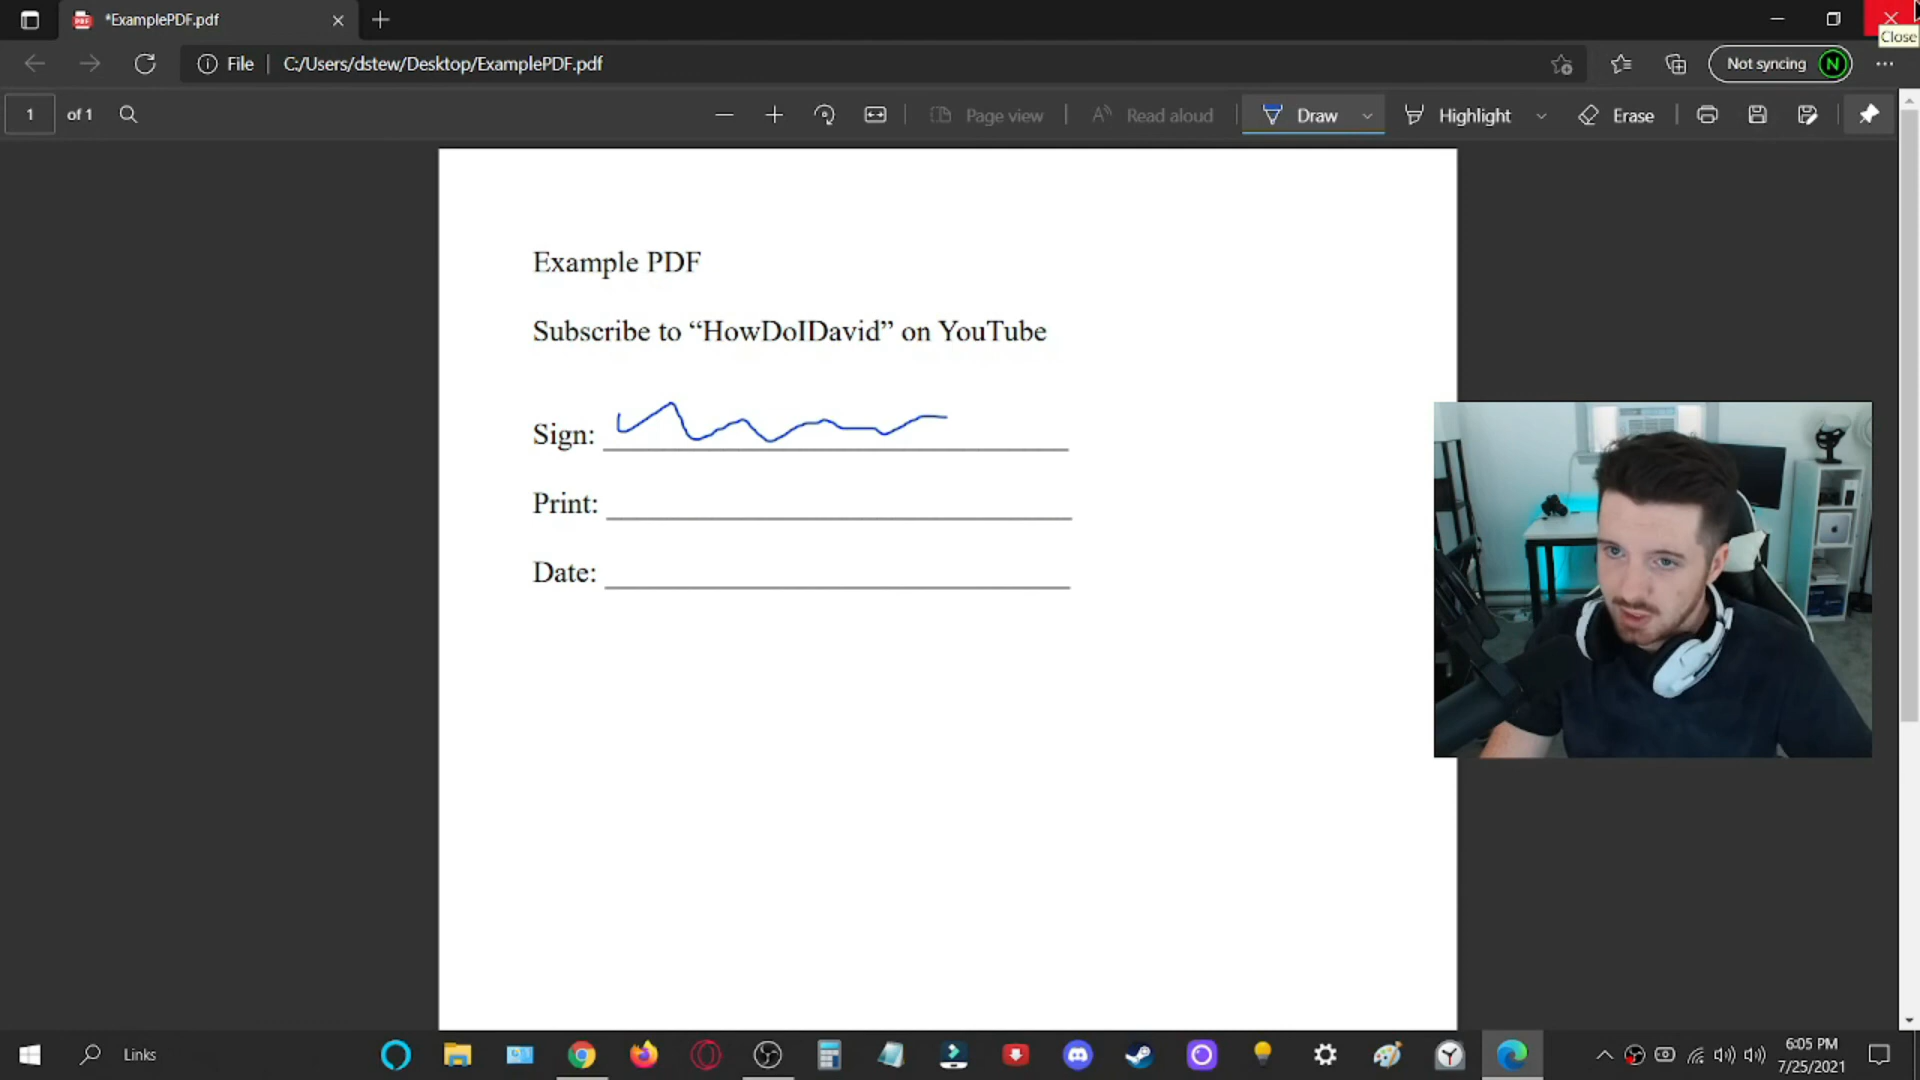 *ExamplePDF.pdf
Close
File C:/Users/dstew/Desktop/ExamplePDF.pdf
Not syncing N
1 of 1
Page view
Read aloud
Draw
Highlight
Erase
Example PDF
Subscribe to “HowDoIDavid” on YouTube
Sign:
Print:
Date:
Links
6:05 PM
7/25/2021